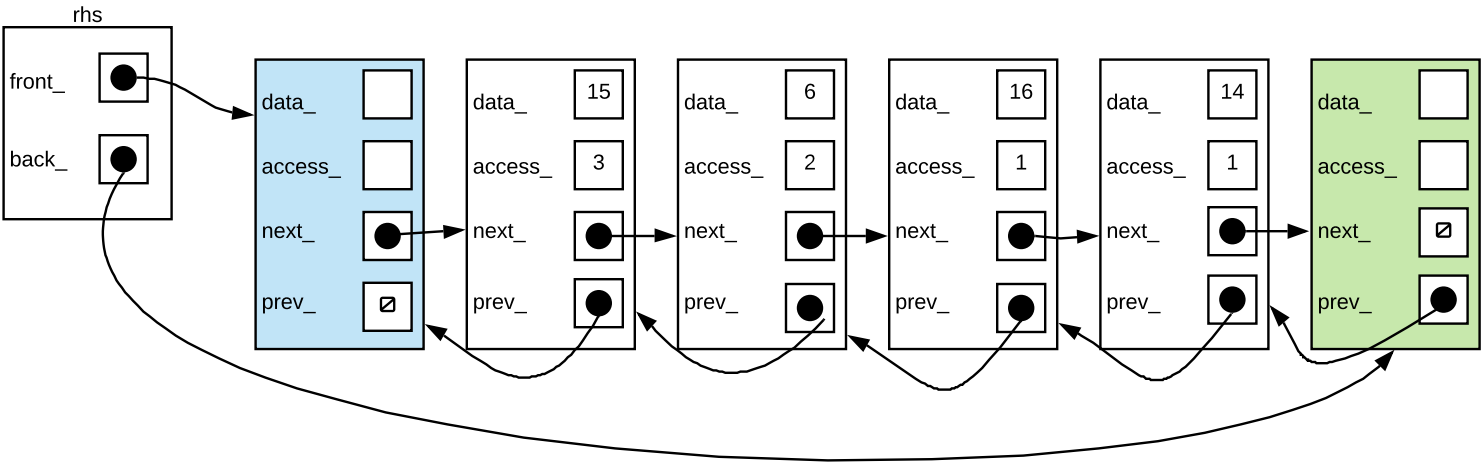 rhs
front_
back_
data_
access_
next_
prev_
data_ 15
access_ 3
next_
prev_
data_ 6
access_ 2
next_
prev_
data_ 16
access_ 1
next_
prev_
data_ 14
access_ 1
next_
prev_
data_
access_
next_
prev_